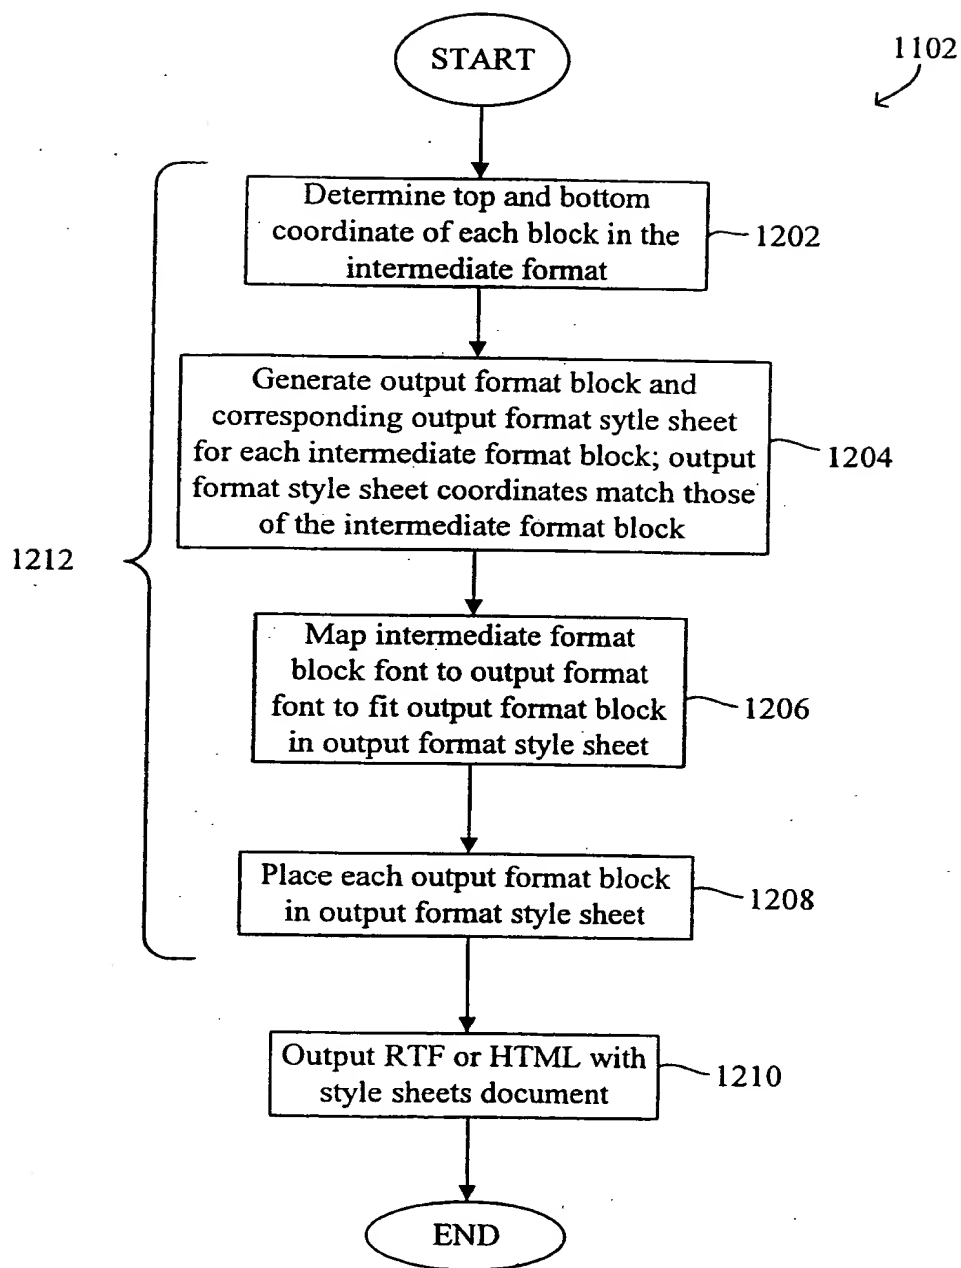 START
1102
Determine top and bottom
coordinate of each block in the
intermediate format
1202
Generate output format block and
corresponding output format sytle sheet
for each intermediate format block; output
format style sheet coordinates match those
of the intermediate format block
1204
1212
Map intermediate format
block font to output format
font to fit output format block
in output format style sheet
1206
Place each output format block
in output format style sheet
1208
Output RTF or HTML with
style sheets document
1210
END